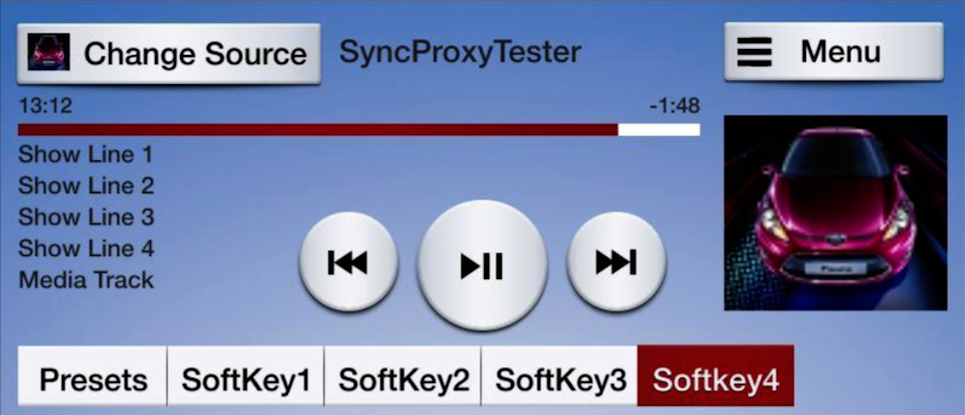 Change Source
SyncProxyTester
Menu
13:12
-1:48
Show Line 1
Show Line 2
Show Line 3
Show Line 4
Media Track
Presets
SoftKey1
SoftKey2
SoftKey3
Softkey4